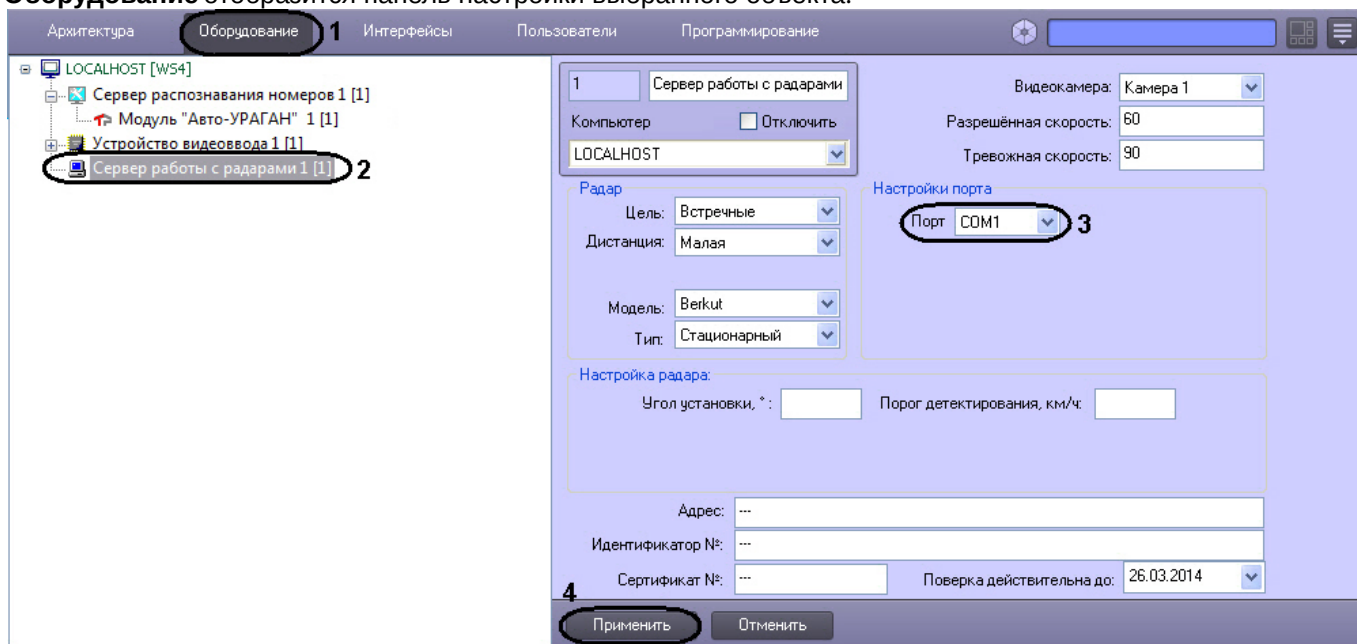 Оборудование отобразится панель настройки выбранного объекта.
Архитектура Оборудование 1 Интерфейсы Пользователи Программирование
LOCALHOST [WS4]
Сервер распознавания номеров 1 [1]
Модуль "Авто-УРАГАН" 1 [1]
Устройство видеоввода 1 [1]
Сервер работы с радарами 1 [1] 2
1 Сервер работы с радарами
Компьютер Отключить
LOCALHOST
Видеокамера: Камера 1
Разрешённая скорость: 60
Тревожная скорость: 90
Радар
Цель: Встречные
Дистанция: Малая
Модель: Berkut
Тип: Стационарный
Настройки порта
Порт COM1 3
Настройка радара:
Угол установки, ° : Порог детектирования, км/ч:
Адрес: ---
Идентификатор №: ---
Сертификат №: --- Поверка действительна до: 26.03.2014
4
Применить Отменить